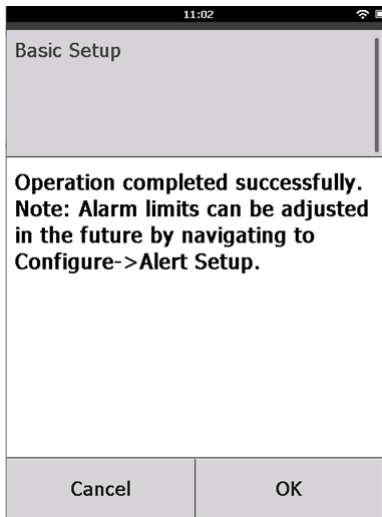 11:02
Basic Setup
Operation completed successfully.
Note: Alarm limits can be adjusted
in the future by navigating to
Configure->Alert Setup.
Cancel
OK